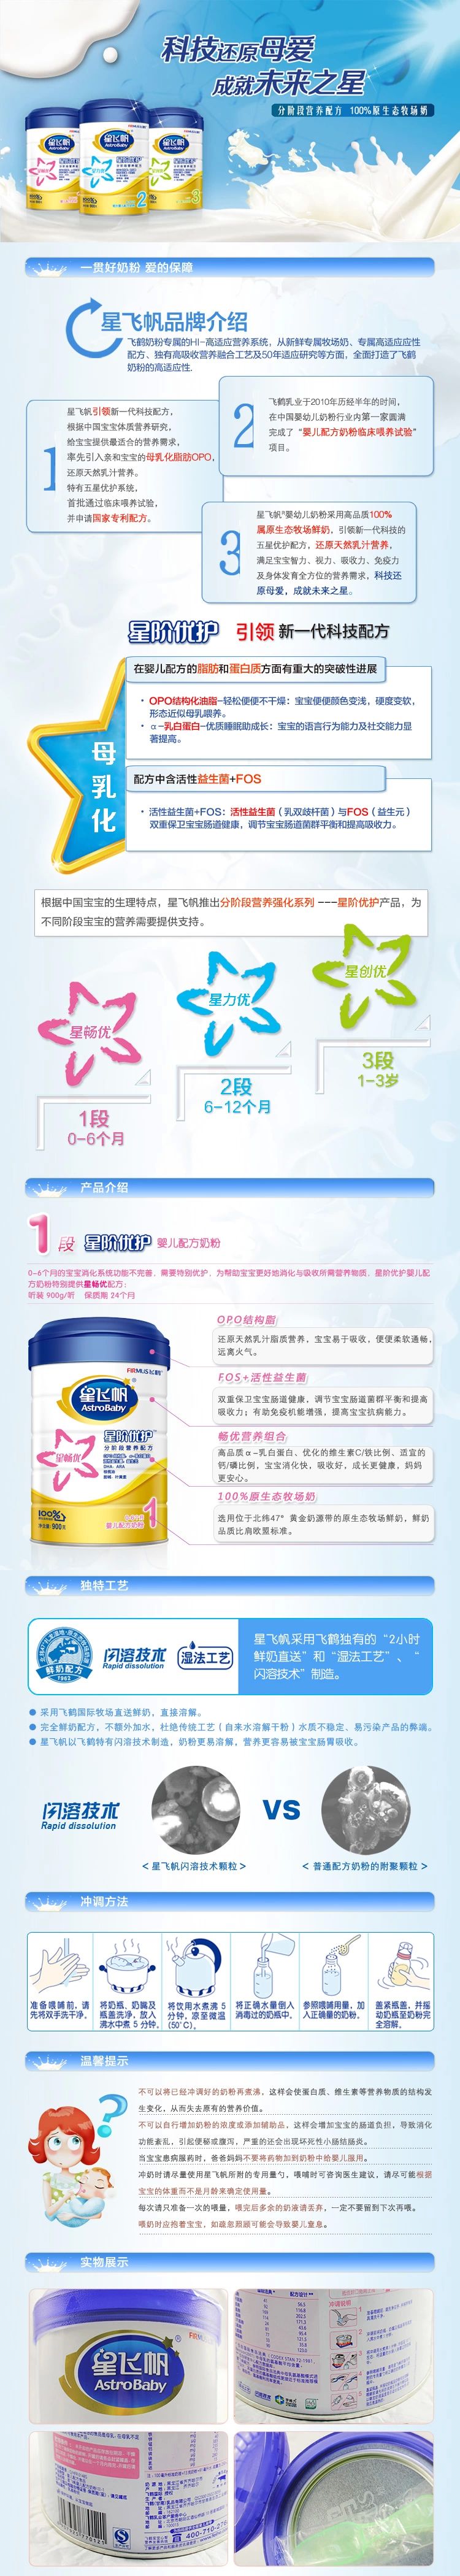 科技还原母爱
成就未来之星
分阶段营养配方 100%原生态牧场奶
星飞帆
AstroBaby
星飞帆
AstroBaby
星飞帆
AstroBaby
2
3
一贯好奶粉 爱的保障
星飞帆品牌介绍
飞鹤奶粉专属的HI-高适应营养系统，从新鲜专属牧场奶、专属高适应应性
配方、独有高吸收营养融合工艺及50年适应研究等方面，全面打造了飞鹤
奶粉的高适应性.
1
星飞帆引领新一代科技配方，
根据中国宝宝体质营养研究，
给宝宝提供最适合的营养需求，
率先引入亲和宝宝的母乳化脂肪OPO，
还原天然乳汁营养。
特有五星优护系统，
首批通过临床喂养试验，
并申请国家专利配方。
2
飞鹤乳业于2010年历经半年的时间，
在中国婴幼儿奶粉行业内第一家圆满
完成了“婴儿配方奶粉临床喂养试验”
项目。
3
星飞帆®婴幼儿奶粉采用高品质100%
属原生态牧场鲜奶，引领新一代科技的
五星优护配方，还原天然乳汁营养，
满足宝宝智力、视力、吸收力、免疫力
及身体发育全方位的营养需求，科技还
原母爱，成就未来之星。
星阶优护 引领 新一代科技配方
母乳化
在婴儿配方的脂肪和蛋白质方面有重大的突破性进展
· OPO结构化油脂-轻松便便不干燥：宝宝便便颜色变浅，硬度变软，
形态近似母乳喂养。
· α-乳白蛋白-优质睡眠助成长：宝宝的语言行为能力及社交能力显
著提高。
配方中含活性益生菌+FOS
· 活性益生菌+FOS：活性益生菌（乳双歧杆菌）与FOS（益生元）
双重保卫宝宝肠道健康，调节宝宝肠道菌群平衡和提高吸收力。
根据中国宝宝的生理特点，星飞帆推出分阶段营养强化系列 ---星阶优护产品，为
不同阶段宝宝的营养需要提供支持。
星畅优
1段
0-6个月
星力优
2段
6-12个月
星创优
3段
1-3岁
产品介绍
1段 星阶优护 婴儿配方奶粉
0-6个月的宝宝消化系统功能不完善，需要特别优护，为帮助宝宝更好地消化与吸收所需营养物质，星阶优护婴儿配
方奶粉特别提供星畅优配方：
听装 900g/听 保质期 24个月
FIRMUS飞鹤
星飞帆
AstroBaby
星阶优护
分阶段营养配方
星畅优
100%
1
婴儿配方奶粉
OPO结构脂
还原天然乳汁脂质营养，宝宝易于吸收，便便柔软通畅，
远离火气。
FOS+活性益生菌
双重保卫宝宝肠道健康，调节宝宝肠道菌群平衡和提高
吸收力；有助免疫机能增强，提高宝宝抗病能力。
畅优营养组合
高品质α-乳白蛋白、优化的维生素C/铁比例、适宜的
钙/磷比例，宝宝消化快，吸收好，成长更健康，妈妈
更安心。
100%原生态牧场奶
选用位于北纬47°黄金奶源带的原生态牧场鲜奶，鲜奶
品质比肩欧盟标准。
独特工艺
鲜奶配方
1962
闪溶技术
Rapid dissolution
湿法工艺
星飞帆采用飞鹤独有的“2小时
鲜奶直送”和“湿法工艺”、“
闪溶技术”制造。
● 采用飞鹤国际牧场直送鲜奶，直接溶解。
● 完全鲜奶配方，不额外加水，杜绝传统工艺（自来水溶解干粉）水质不稳定、易污染产品的弊端。
● 星飞帆以飞鹤特有闪溶技术制造，奶粉更易溶解，营养更容易被宝宝肠胃吸收。
闪溶技术
Rapid dissolution
VS
<星飞帆闪溶技术颗粒>
<普通配方奶粉的附聚颗粒>
冲调方法
准备喂哺前，请
先将双手洗干净。
将奶瓶、奶嘴及
瓶盖洗净，放入
沸水中煮 5 分钟。
将饮用水煮沸 5
分钟，凉至微温
(50°C)。
将正确水量倒入
消毒过的奶瓶中。
参照喂哺用量，加
入正确量的奶粉。
盖紧瓶盖，并摇
动奶瓶至奶粉完
全溶解。
温馨提示
不可以将已经冲调好的奶粉再煮沸，这样会使蛋白质、维生素等营养物质的结构发
生变化，从而失去原有的营养价值。
不可以自行增加奶粉的浓度或添加辅助品，这样会增加宝宝的肠道负担，导致消化
功能紊乱，引起便秘或腹泻，严重的还会出现坏死性小肠结肠炎。
当宝宝患病服药时，爸爸妈妈不要将药物加到奶粉中给婴儿服用。
冲奶时请尽量使用星飞帆所附的专用量勺，喂哺时可咨询医生建议，请尽可能根据
宝宝的体重而不是月龄来确定使用量。
每次请只准备一次的喂量，喂完后多余的奶液请丢弃，一定不要留到下次再喂。
喂奶时应抱着宝宝，如疏忽照顾可能会导致婴儿窒息。
实物展示
星飞帆
AstroBaby